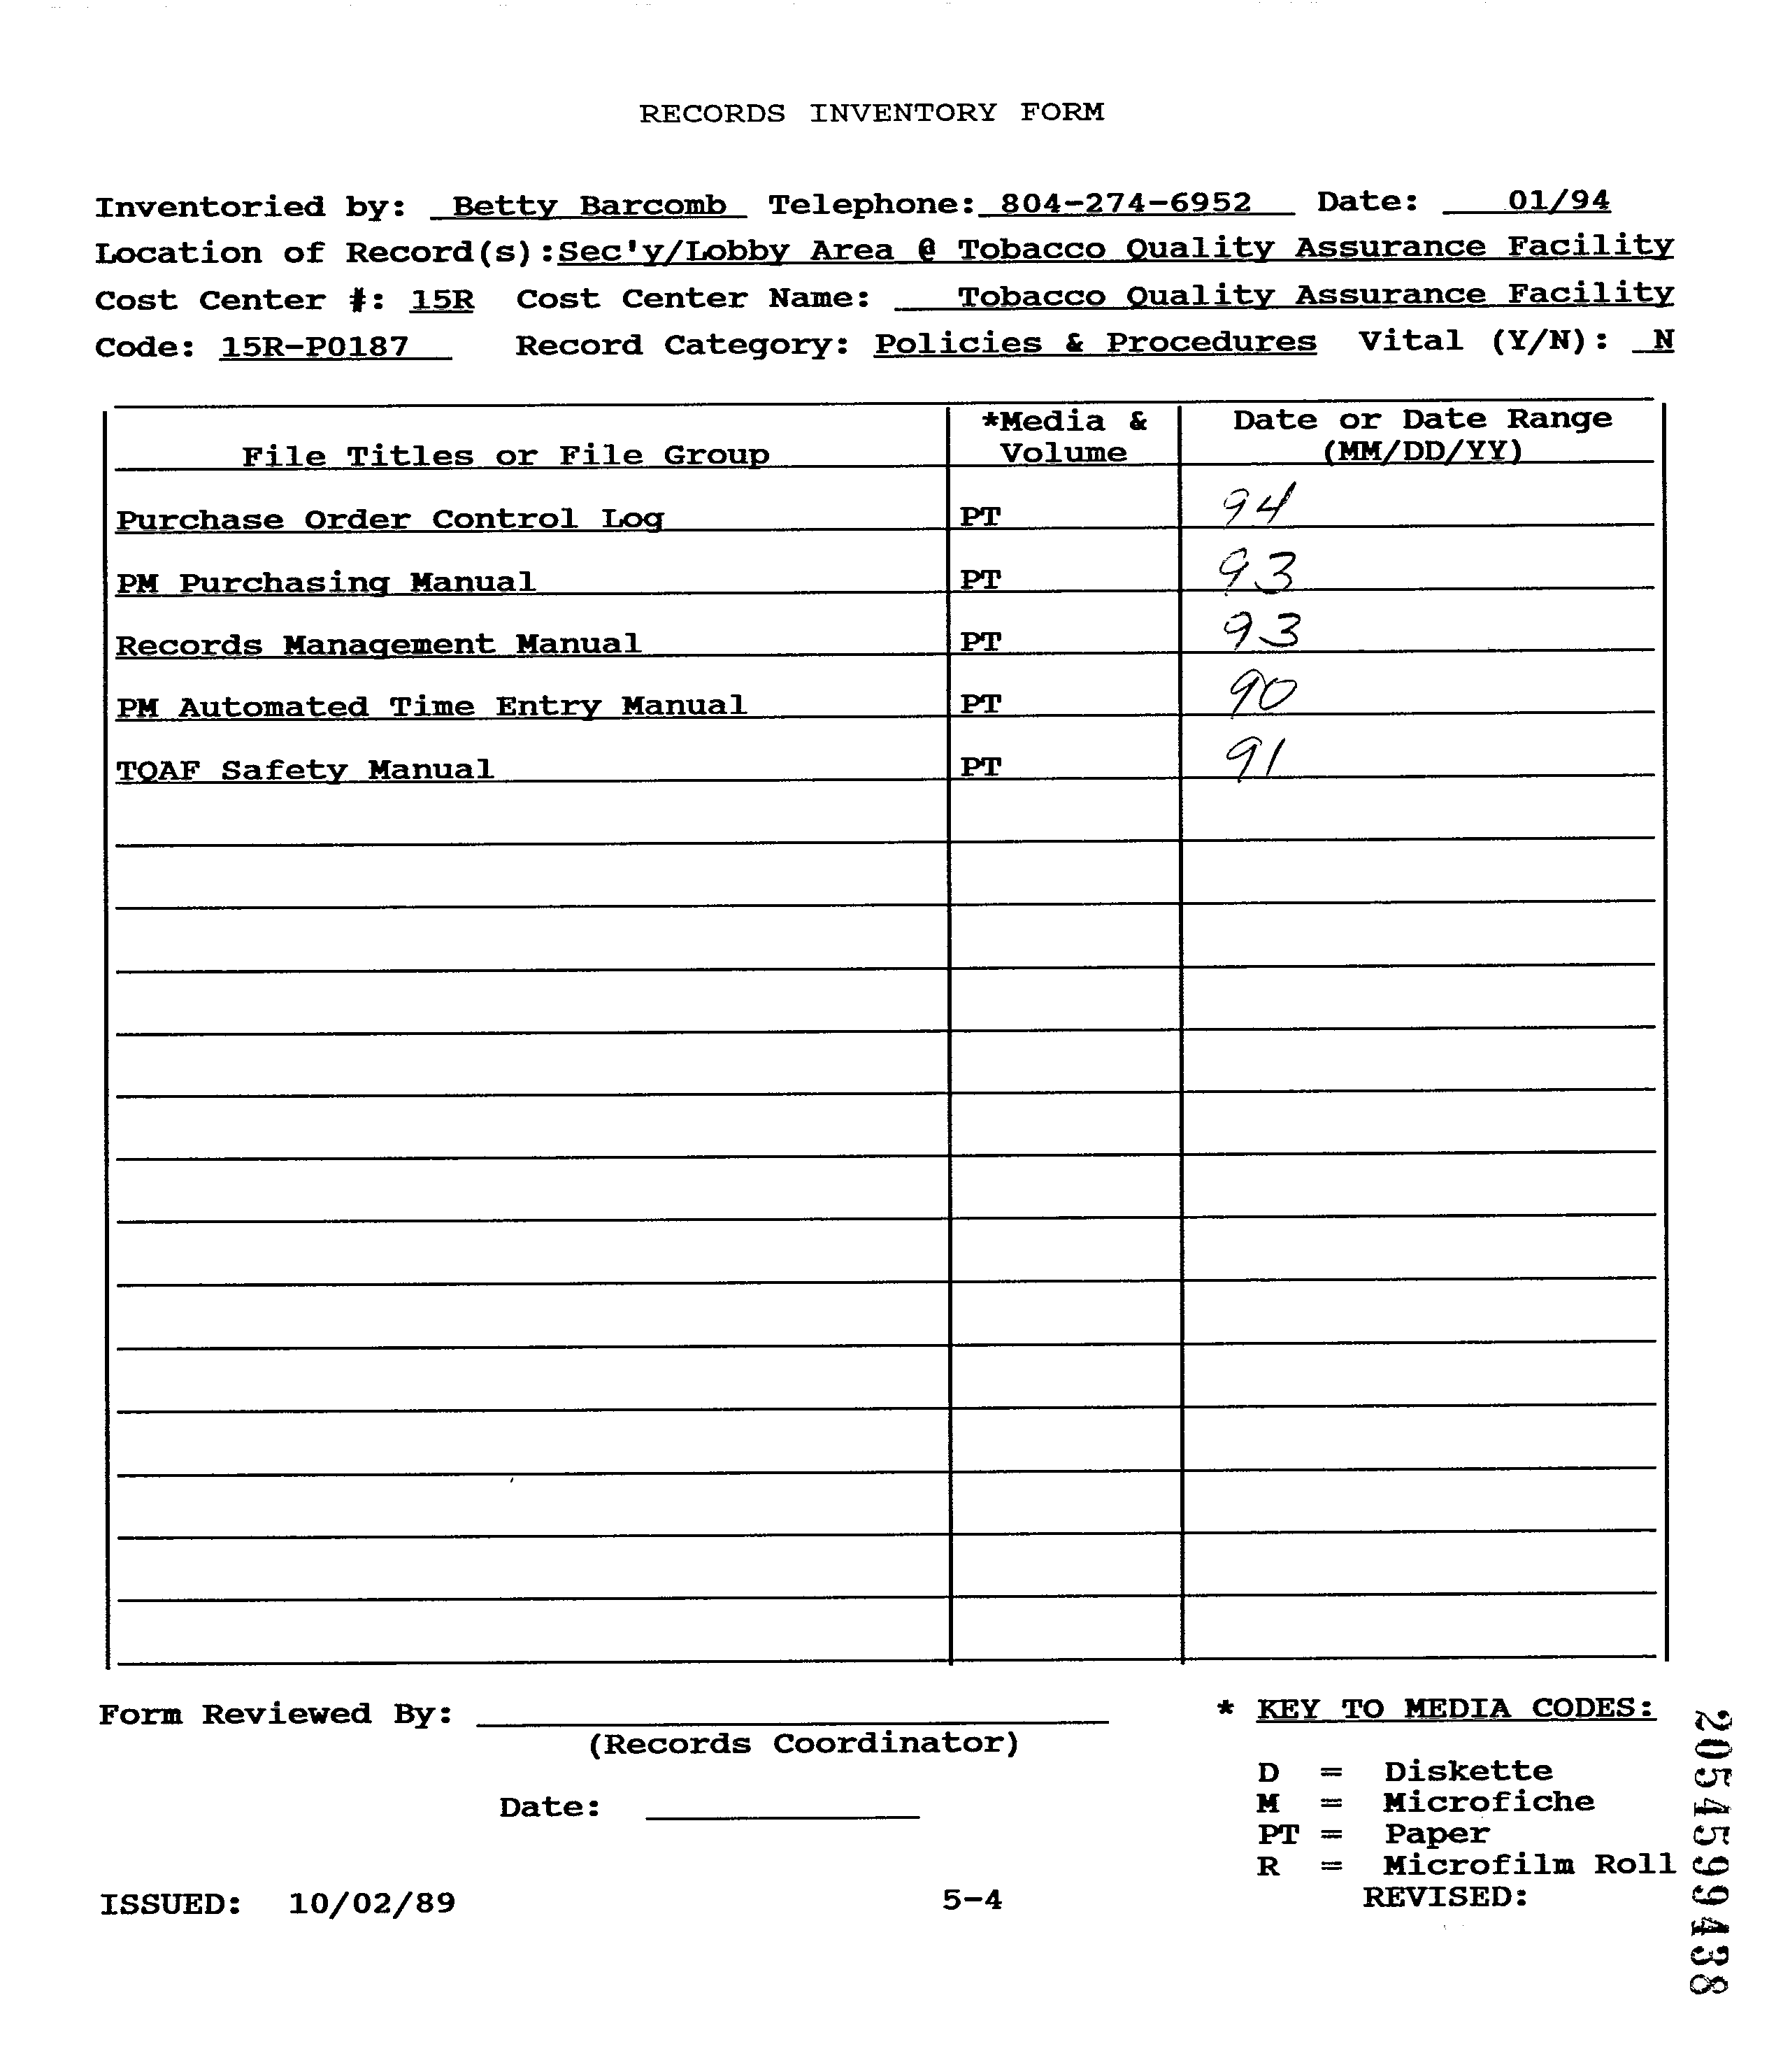 RECORDS INVENTORY FORM
Inventoried by: Betty Barcomb Telephone: 804-274-6952 Date: 01/94
Location of Record(s):Sec'y/Lobby Area @ Tobacco Quality Assurance Facility
Cost Center #: 15R Cost Center Name: Tobacco Quality Assurance Facility
Code: 15R-P0187 Record Category: Policies & Procedures Vital (Y/N): N
File Titles or File Group *Media & Volume Date or Date Range (MM/DD/YY)
Purchase Order Control Log PT 94
PM Purchasing Manual PT 93
Records Management Manual PT 93
PM Automated Time Entry Manual PT 90
TQAF Safety Manual PT 91
Form Reviewed By:
(Records Coordinator)
Date:
* KEY TO MEDIA CODES:
D = Diskette
M = Microfiche
PT = Paper
R = Microfilm Roll
ISSUED: 10/02/89 5-4 REVISED:
2054599438